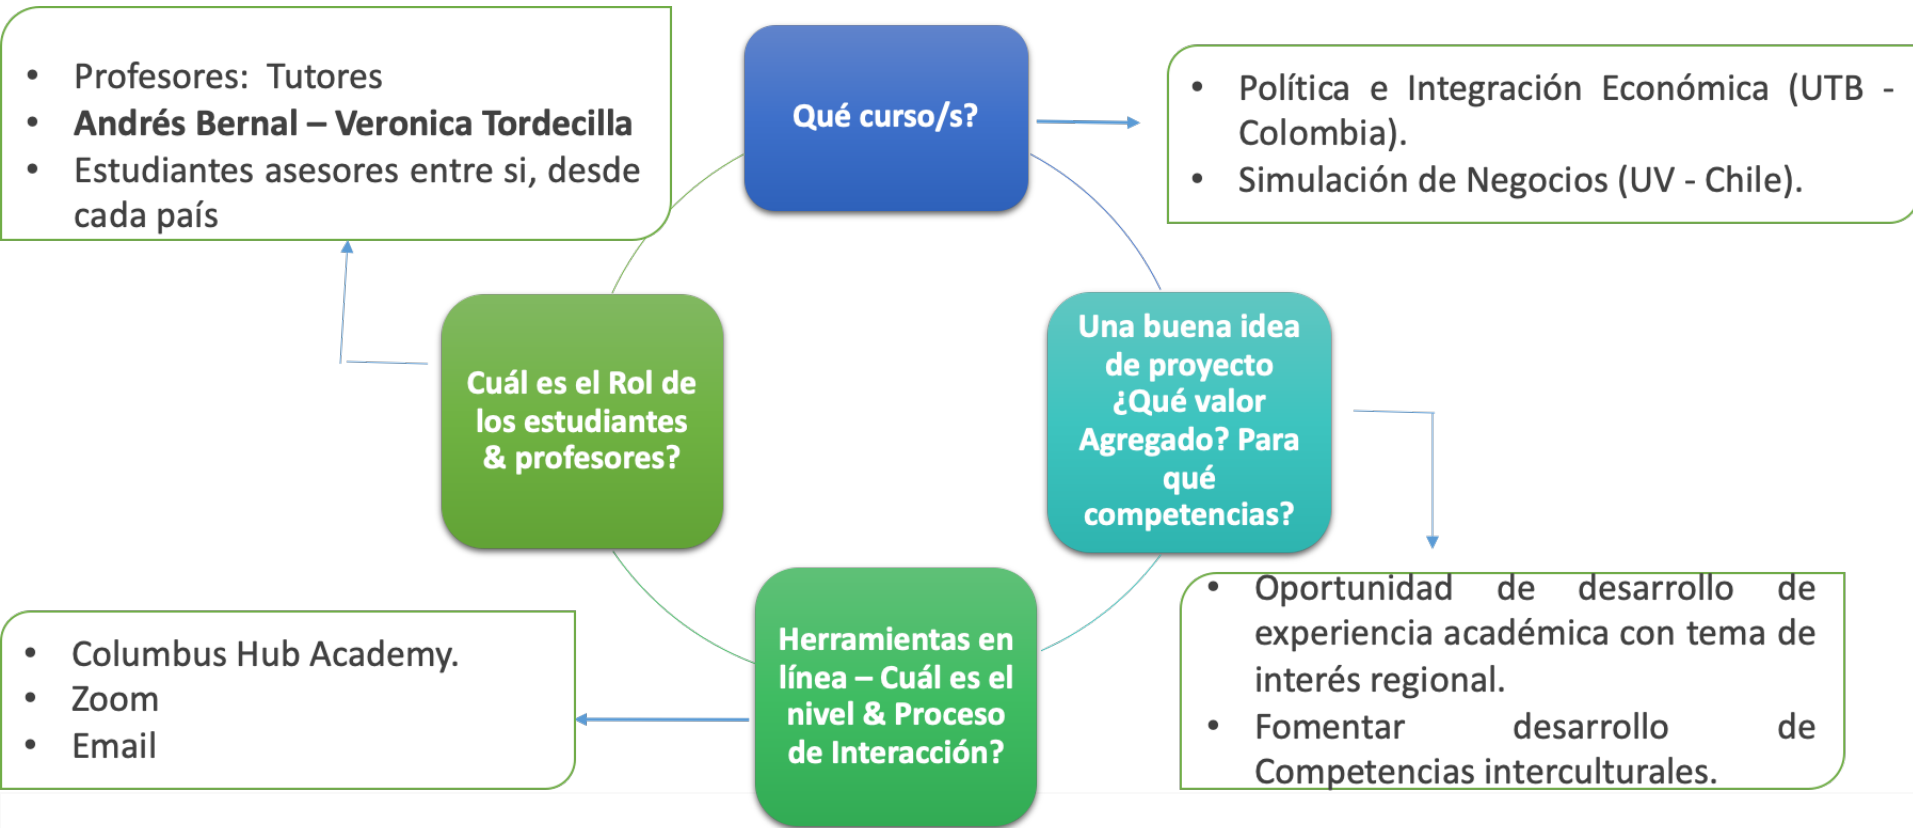 • Profesores: Tutores
• Andrés Bernal – Veronica Tordecilla
• Estudiantes asesores entre si, desde
cada país
Qué curso/s?
• Política e Integración Económica (UTB -
Colombia).
• Simulación de Negocios (UV - Chile).
Cuál es el Rol de
los estudiantes
& profesores?
Una buena idea
de proyecto
¿Qué valor
Agregado? Para
qué
competencias?
• Columbus Hub Academy.
• Zoom
• Email
Herramientas en
línea – Cuál es el
nivel & Proceso
de Interacción?
• Oportunidad de desarrollo de
experiencia académica con tema de
interés regional.
• Fomentar desarrollo de
Competencias interculturales.